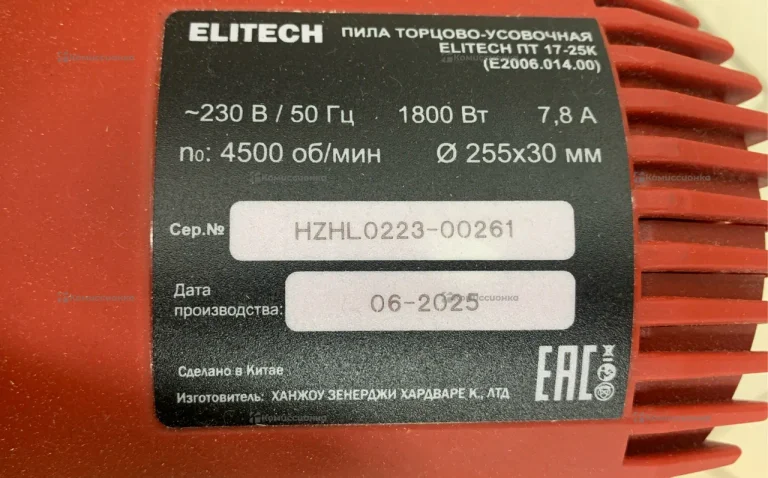 ELITECH ПИЛА ТОРЦОВО-УСОВОЧНАЯ
ELITECH ПТ 17-25К
(E2006.014.00)
~230 В / 50 Гц 1800 Вт 7,8 А
n₀: 4500 об/мин Ø 255x30 мм
Сер.№ HZHL0223-00261
Дата
производства: 06-2025
Сделано в Китае
Изготовитель: ХАНЖОУ ЗЕНЕРДЖИ ХАРДВАРЕ К., ЛТД
EAC
Комиссионко